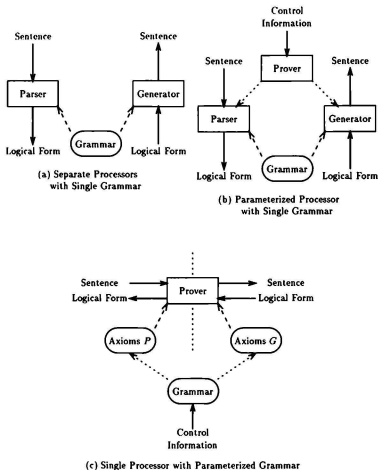 Sentence
Sentence
Parser
Generator
Grammar
Logical Form
Logical Form
(a) Separate Processors
with Single Grammar
Control
Information
Sentence
Prover
Sentence
Parser
Generator
Grammar
Logical Form
Logical Form
(b) Parameterized Processor
with Single Grammar
Sentence
Prover
Sentence
Logical Form
Logical Form
Axioms P
Axioms G
Grammar
Control
Information
(c) Single Processor with Parameterized Grammar